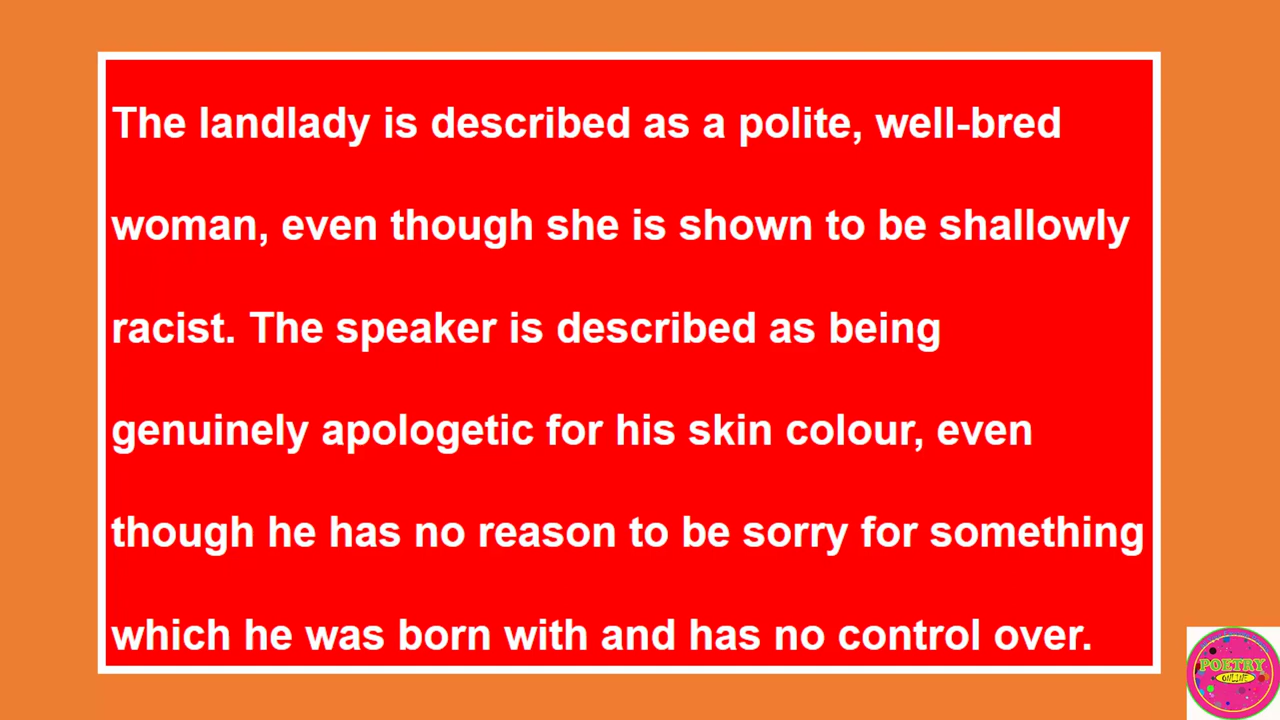 The landlady is described as a polite, well-bred
woman, even though she is shown to be shallowly
racist. The speaker is described as being
genuinely apologetic for his skin colour, even
though he has no reason to be sorry for something
which he was born with and has no control over.
POETRY
ONLINE